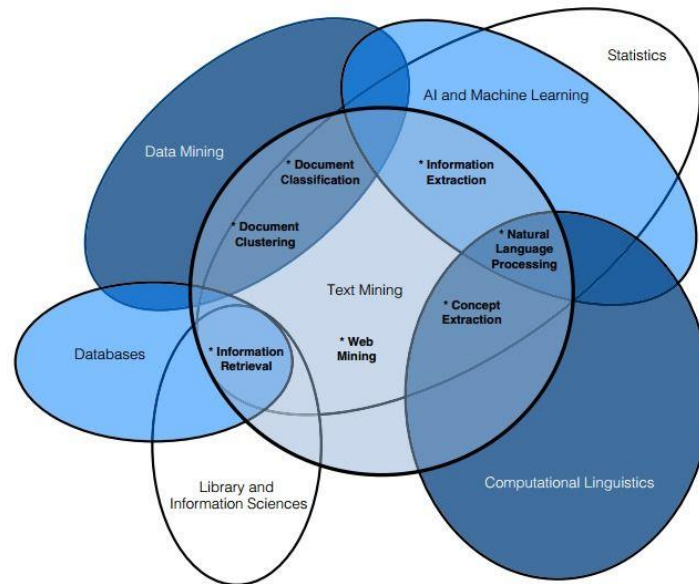 Statistics
AI and Machine Learning
Data Mining
* Document
Classification
* Information
Extraction
* Document
Clustering
* Natural
Language
Processing
Text Mining
* Concept
Extraction
Databases
* Information
Retrieval
* Web
Mining
Library and
Information Sciences
Computational Linguistics